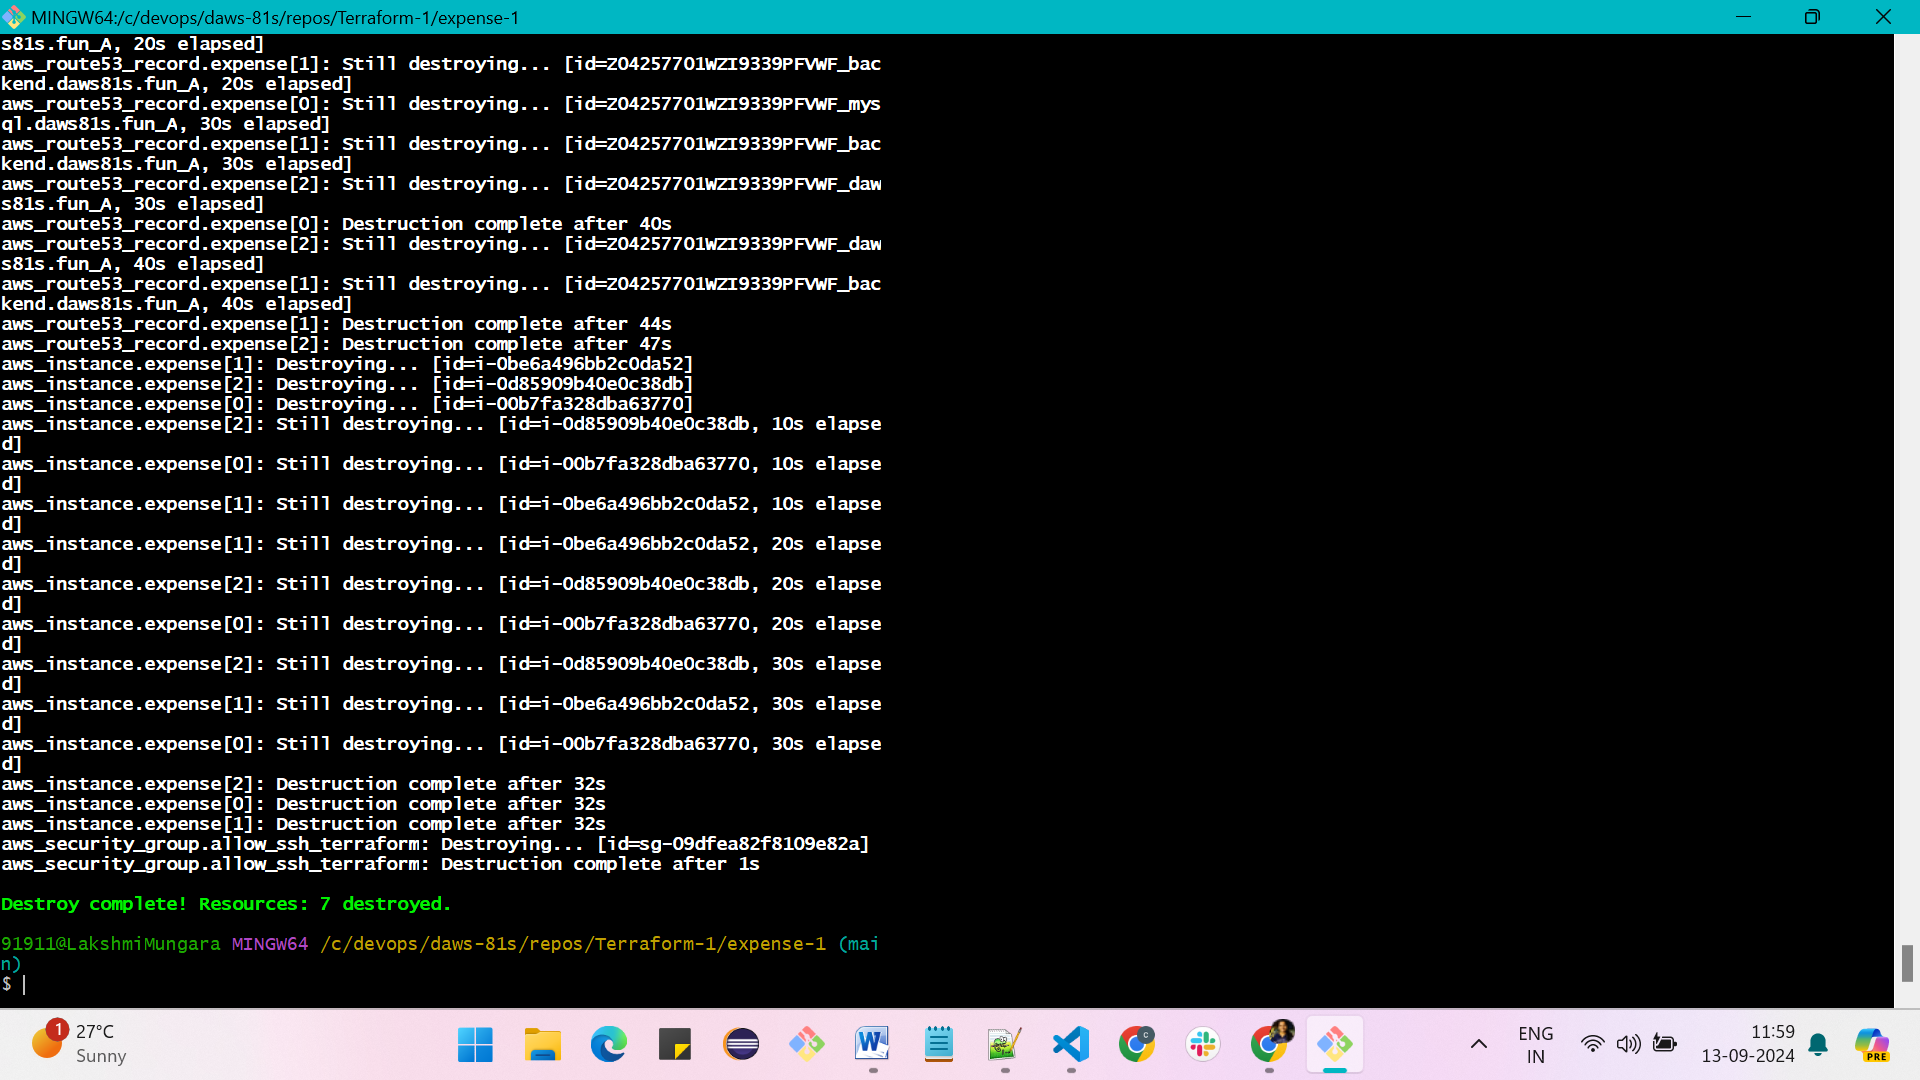 MINGW64:/c/devops/daws-81s/repos/Terraform-1/expense-1
s81s.fun_A, 20s elapsed]
aws_route53_record.expense[1]: Still destroying... [id=Z04257701WZI9339PFVWF_bac
kend.daws81s.fun_A, 20s elapsed]
aws_route53_record.expense[0]: Still destroying... [id=Z04257701WZI9339PFVWF_mys
ql.daws81s.fun_A, 30s elapsed]
aws_route53_record.expense[1]: Still destroying... [id=Z04257701WZI9339PFVWF_bac
kend.daws81s.fun_A, 30s elapsed]
aws_route53_record.expense[2]: Still destroying... [id=Z04257701WZI9339PFVWF_daw
s81s.fun_A, 30s elapsed]
aws_route53_record.expense[0]: Destruction complete after 40s
aws_route53_record.expense[2]: Still destroying... [id=Z04257701WZI9339PFVWF_daw
s81s.fun_A, 40s elapsed]
aws_route53_record.expense[1]: Still destroying... [id=Z04257701WZI9339PFVWF_bac
kend.daws81s.fun_A, 40s elapsed]
aws_route53_record.expense[1]: Destruction complete after 44s
aws_route53_record.expense[2]: Destruction complete after 47s
aws_instance.expense[1]: Destroying... [id=i-0be6a496bb2c0da52]
aws_instance.expense[2]: Destroying... [id=i-0d85909b40e0c38db]
aws_instance.expense[0]: Destroying... [id=i-00b7fa328dba63770]
aws_instance.expense[2]: Still destroying... [id=i-0d85909b40e0c38db, 10s elapse
d]
aws_instance.expense[0]: Still destroying... [id=i-00b7fa328dba63770, 10s elapse
d]
aws_instance.expense[1]: Still destroying... [id=i-0be6a496bb2c0da52, 10s elapse
d]
aws_instance.expense[1]: Still destroying... [id=i-0be6a496bb2c0da52, 20s elapse
d]
aws_instance.expense[2]: Still destroying... [id=i-0d85909b40e0c38db, 20s elapse
d]
aws_instance.expense[0]: Still destroying... [id=i-00b7fa328dba63770, 20s elapse
d]
aws_instance.expense[2]: Still destroying... [id=i-0d85909b40e0c38db, 30s elapse
d]
aws_instance.expense[1]: Still destroying... [id=i-0be6a496bb2c0da52, 30s elapse
d]
aws_instance.expense[0]: Still destroying... [id=i-00b7fa328dba63770, 30s elapse
d]
aws_instance.expense[2]: Destruction complete after 32s
aws_instance.expense[0]: Destruction complete after 32s
aws_instance.expense[1]: Destruction complete after 32s
aws_security_group.allow_ssh_terraform: Destroying... [id=sg-09dfea82f8109e82a]
aws_security_group.allow_ssh_terraform: Destruction complete after 1s
Destroy complete! Resources: 7 destroyed.
91911@LakshmiMungara MINGW64 /c/devops/daws-81s/repos/Terraform-1/expense-1 (mai
n)
$
1
27°C
Sunny
W
C
ENG
IN
11:59
13-09-2024
PRE